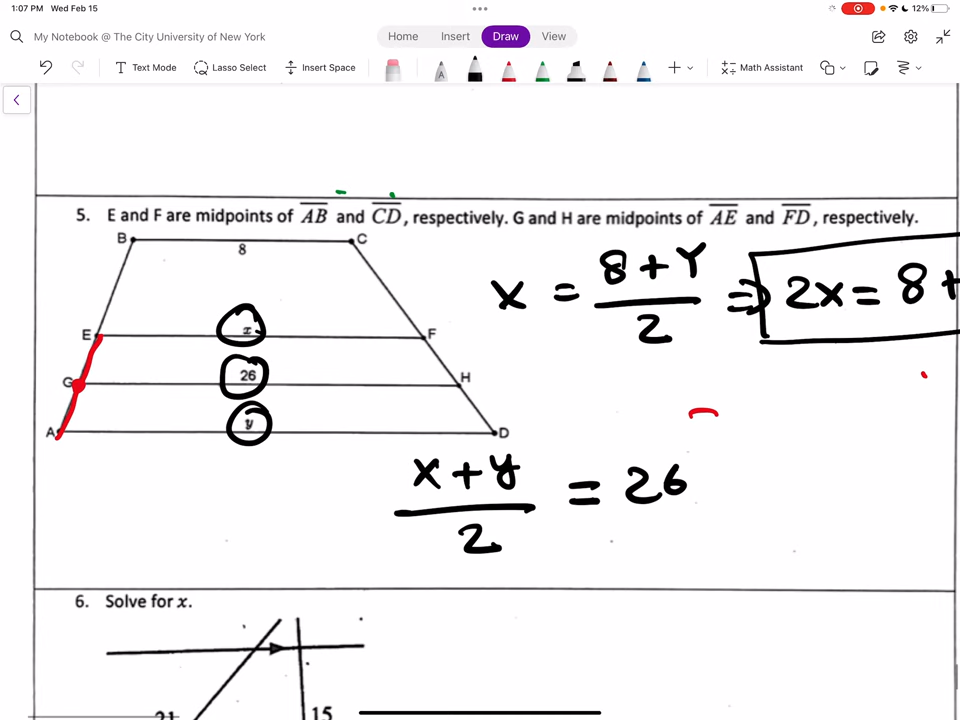 1:07 PM Wed Feb 15
12%
My Notebook @ The City University of New York
Home Insert Draw View
Text Mode Lasso Select Insert Space A Math Assistant
5. E and F are midpoints of AB and CD, respectively. G and H are midpoints of AE and FD, respectively.
B 8 C
x = 8 + Y / 2 ⇒ 2x = 8 +
E x F
G 26 H
A y D
x + y / 2 = 26
6. Solve for x.
21 15